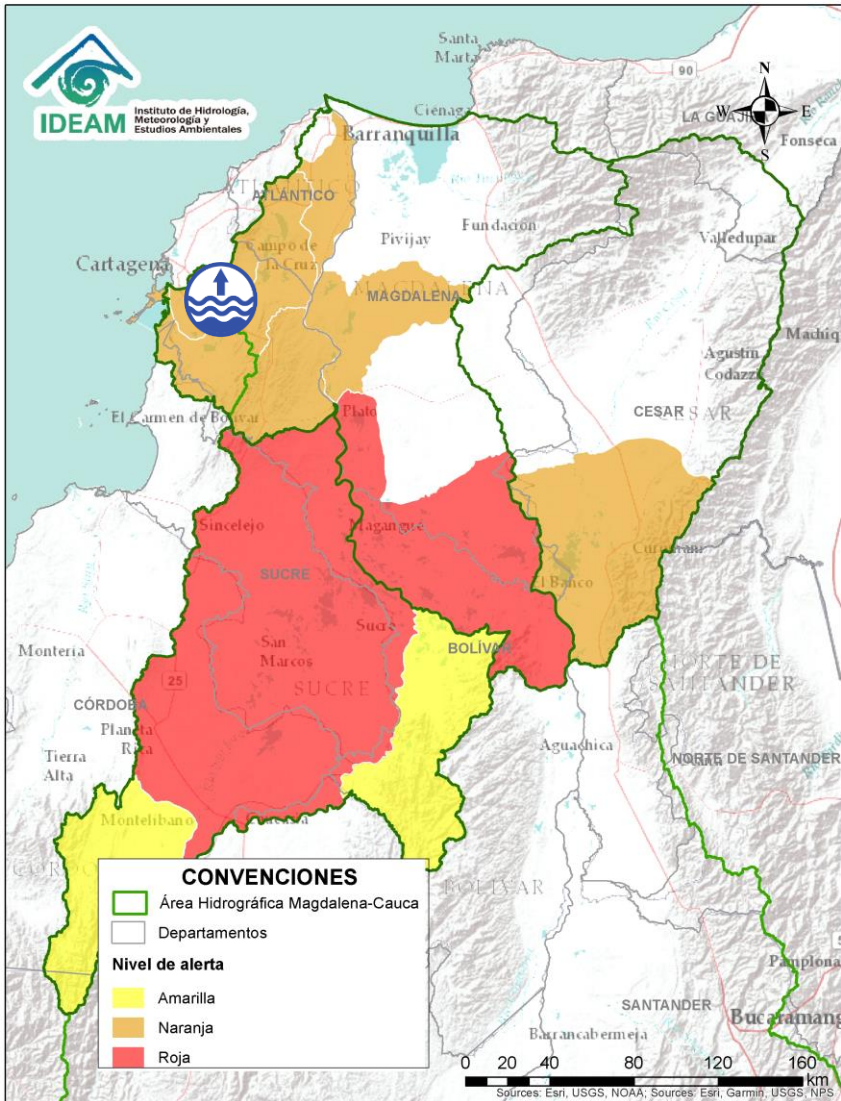 IDEAM
Instituto de Hidrología,
Meteorología y
Estudios Ambientales
Santa
Marta
90
N
W
E
S
LA GUAJI
Fonseca
Ciénaga
Barranquilla
ATLÁNTICO
Campo de
la Cruz
Pivijay
Fundación
Valledupar
Cartagena
MAGDALENA
Agustín
Codazzi
Machiq
El Carmen de Bolívar
Plato
CESAR
CESAR
Sincelejo
Magangué
SUCRE
El Banco
Curumaní
Sucre
San
Marcos
BOLÍVAR
Montería
25
SUCRE
NORTE DE
SANTANDER
CÓRDOBA
Planeta
Rica
Tierra
Alta
Aguachica
NORTE DE SANTANDER
Montelíbano
Caucasia
BOLÍVAR
CONVENCIONES
Área Hidrográfica Magdalena-Cauca
Departamentos
Nivel de alerta
Amarilla
Naranja
Roja
Pamplona
SANTANDER
Bucaramang
Barrancabermeja
0 20 40 80 120 160
km
Sources: Esri, USGS, NOAA; Sources: Esri, Garmin, USGS, NPS